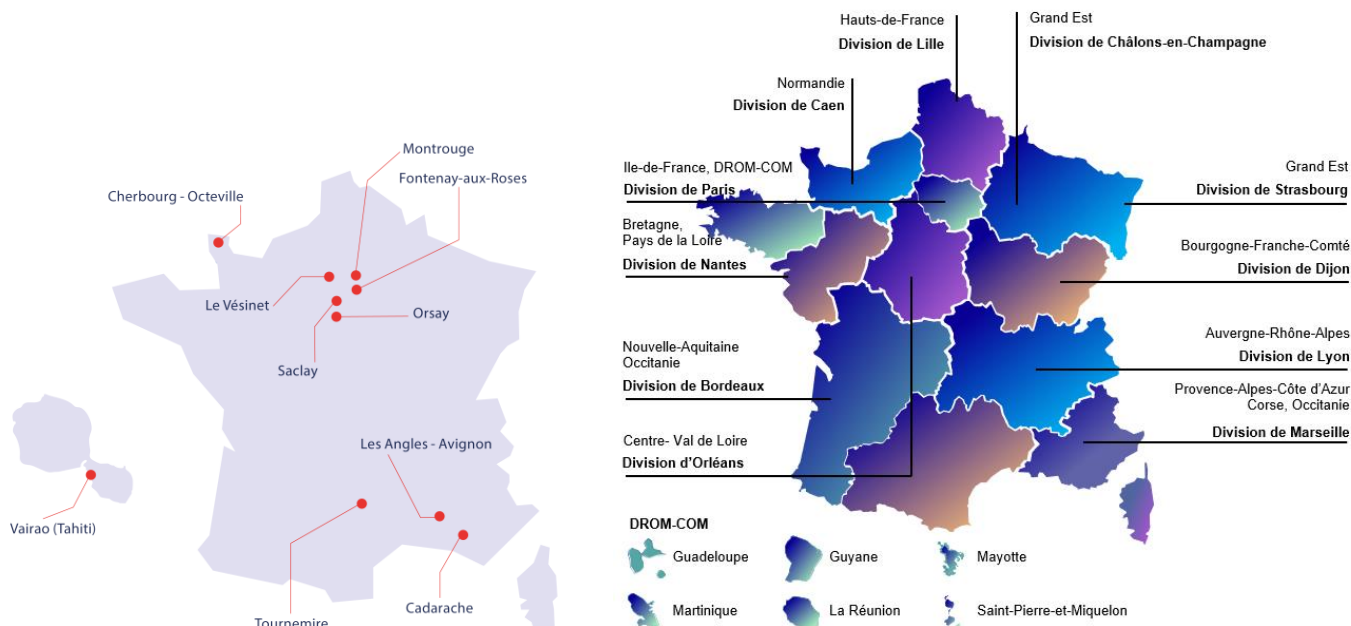 Montrouge
Fontenay-aux-Roses
Cherbourg - Octeville
Le Vésinet
Orsay
Saclay
Les Angles - Avignon
Vairao (Tahiti)
Cadarache
Tournemire
Hauts-de-France
Division de Lille
Grand Est
Division de Châlons-en-Champagne
Normandie
Division de Caen
Ile-de-France, DROM-COM
Division de Paris
Grand Est
Division de Strasbourg
Bretagne,
Pays de la Loire
Division de Nantes
Bourgogne-Franche-Comté
Division de Dijon
Nouvelle-Aquitaine
Occitanie
Division de Bordeaux
Auvergne-Rhône-Alpes
Division de Lyon
Provence-Alpes-Côte d'Azur
Corse, Occitanie
Division de Marseille
Centre- Val de Loire
Division d'Orléans
DROM-COM
Guadeloupe
Guyane
Mayotte
Martinique
La Réunion
Saint-Pierre-et-Miquelon